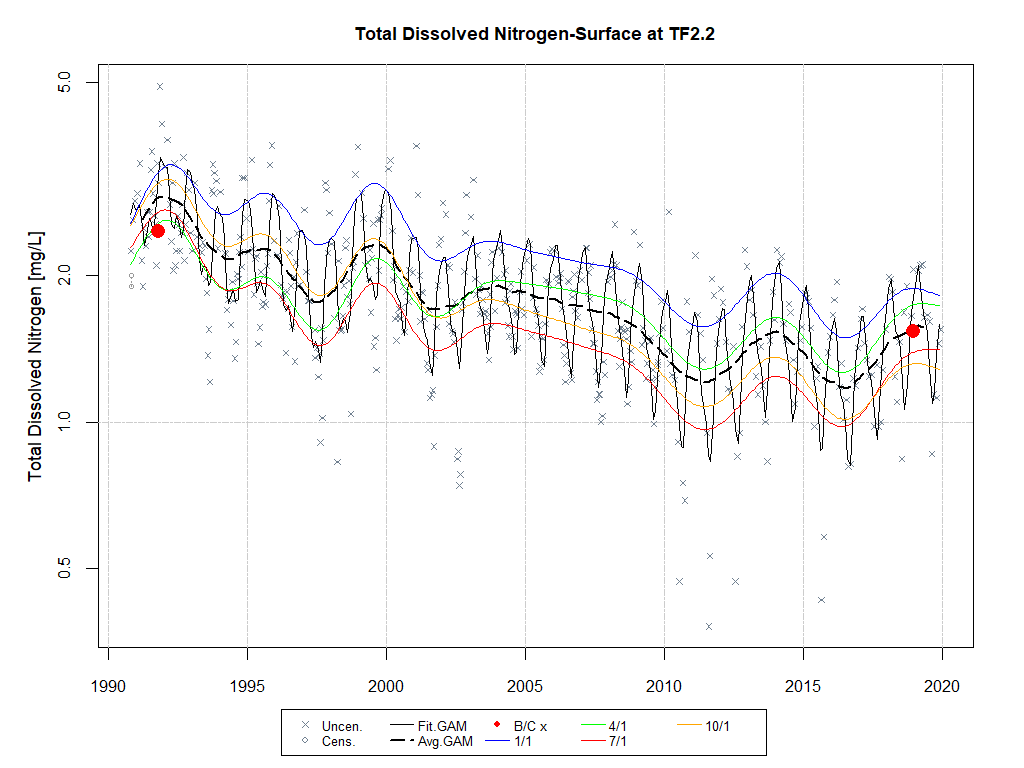 Total Dissolved Nitrogen-Surface at TF2.2
Total Dissolved Nitrogen [mg/L]
5.0
2.0
1.0
0.5
1990 1995 2000 2005 2010 2015 2020
Uncen. Fit.GAM B/C x 4/1 10/1
Cens. Avg.GAM 1/1 7/1